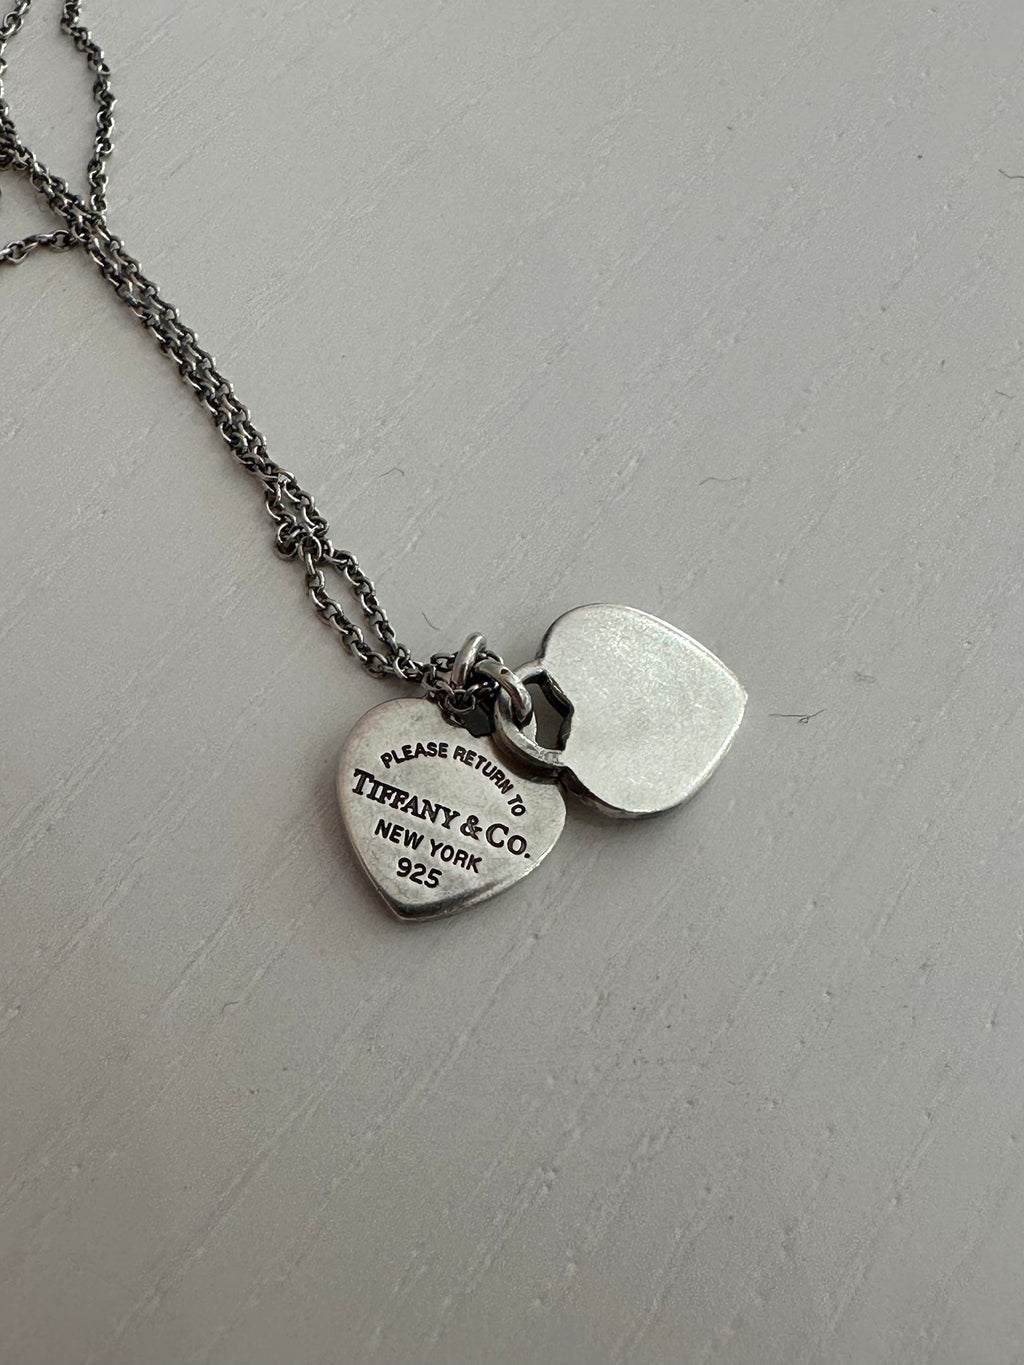 PLEASE RETURN TO
TIFFANY & CO.
NEW YORK
925